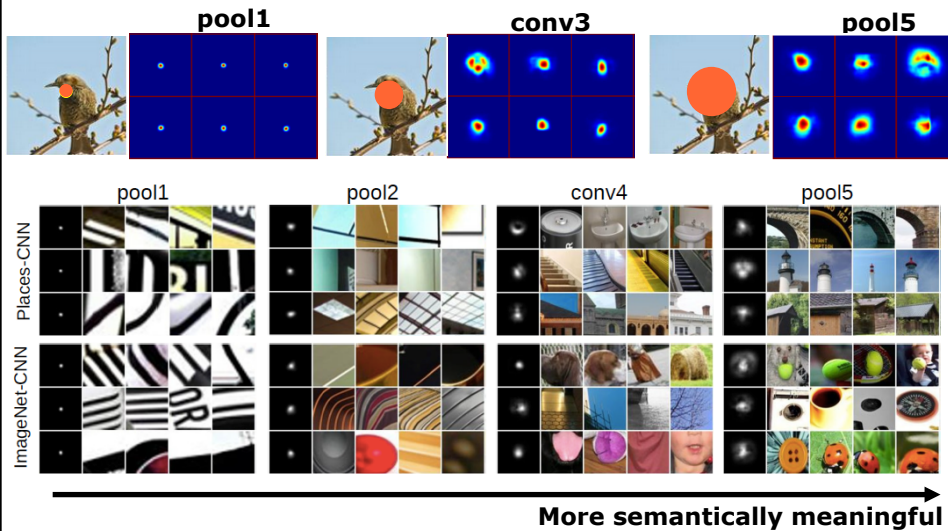 pool1
conv3
pool5
pool1
pool2
conv4
pool5
Places-CNN
ImageNet-CNN
More semantically meaningful